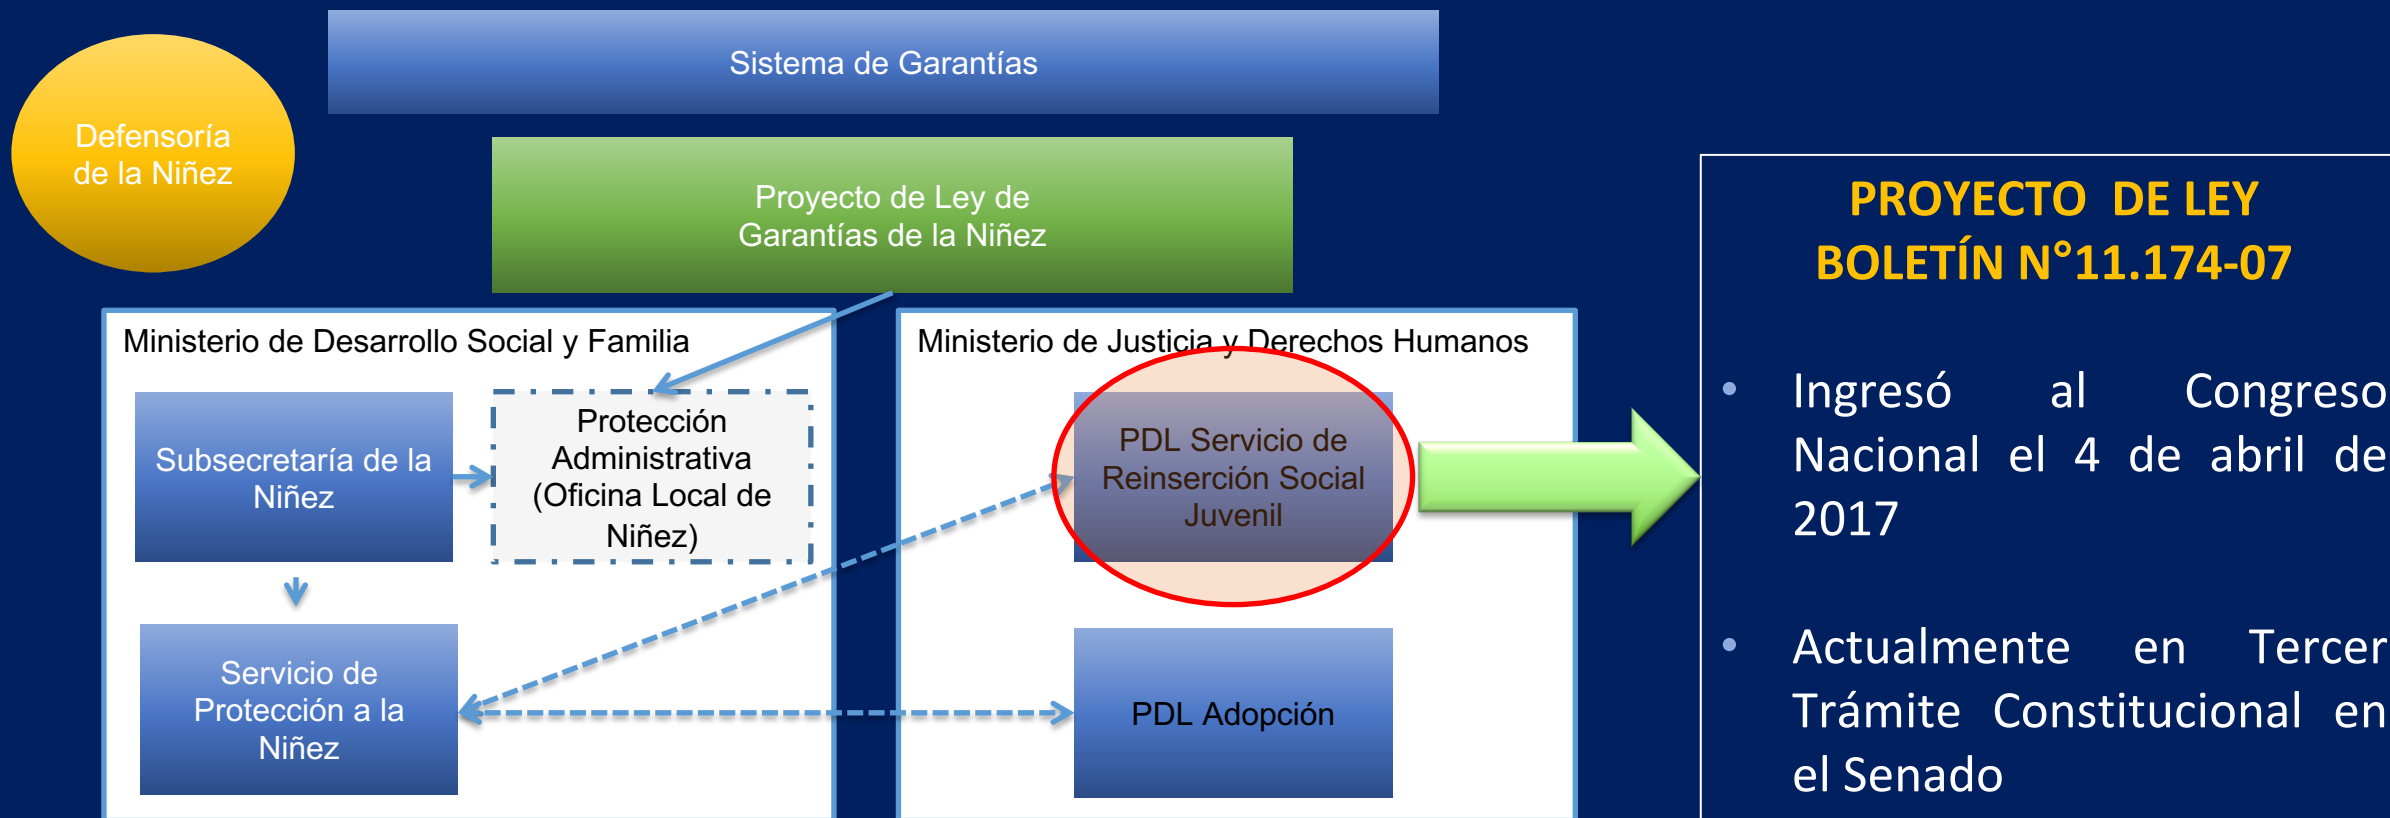 Sistema de Garantías
Defensoría
de la Niñez
Proyecto de Ley de
Garantías de la Niñez
Ministerio de Desarrollo Social y Familia
Subsecretaría de la
Niñez
Protección
Administrativa
(Oficina Local de
Niñez)
Servicio de
Protección a la
Niñez
Ministerio de Justicia y Derechos Humanos
PDL Servicio de
Reinserción Social
Juvenil
PDL Adopción
PROYECTO DE LEY
BOLETÍN N°11.174-07
• Ingresó al Congreso
Nacional el 4 de abril de
2017
• Actualmente en Tercer
Trámite Constitucional en
el Senado